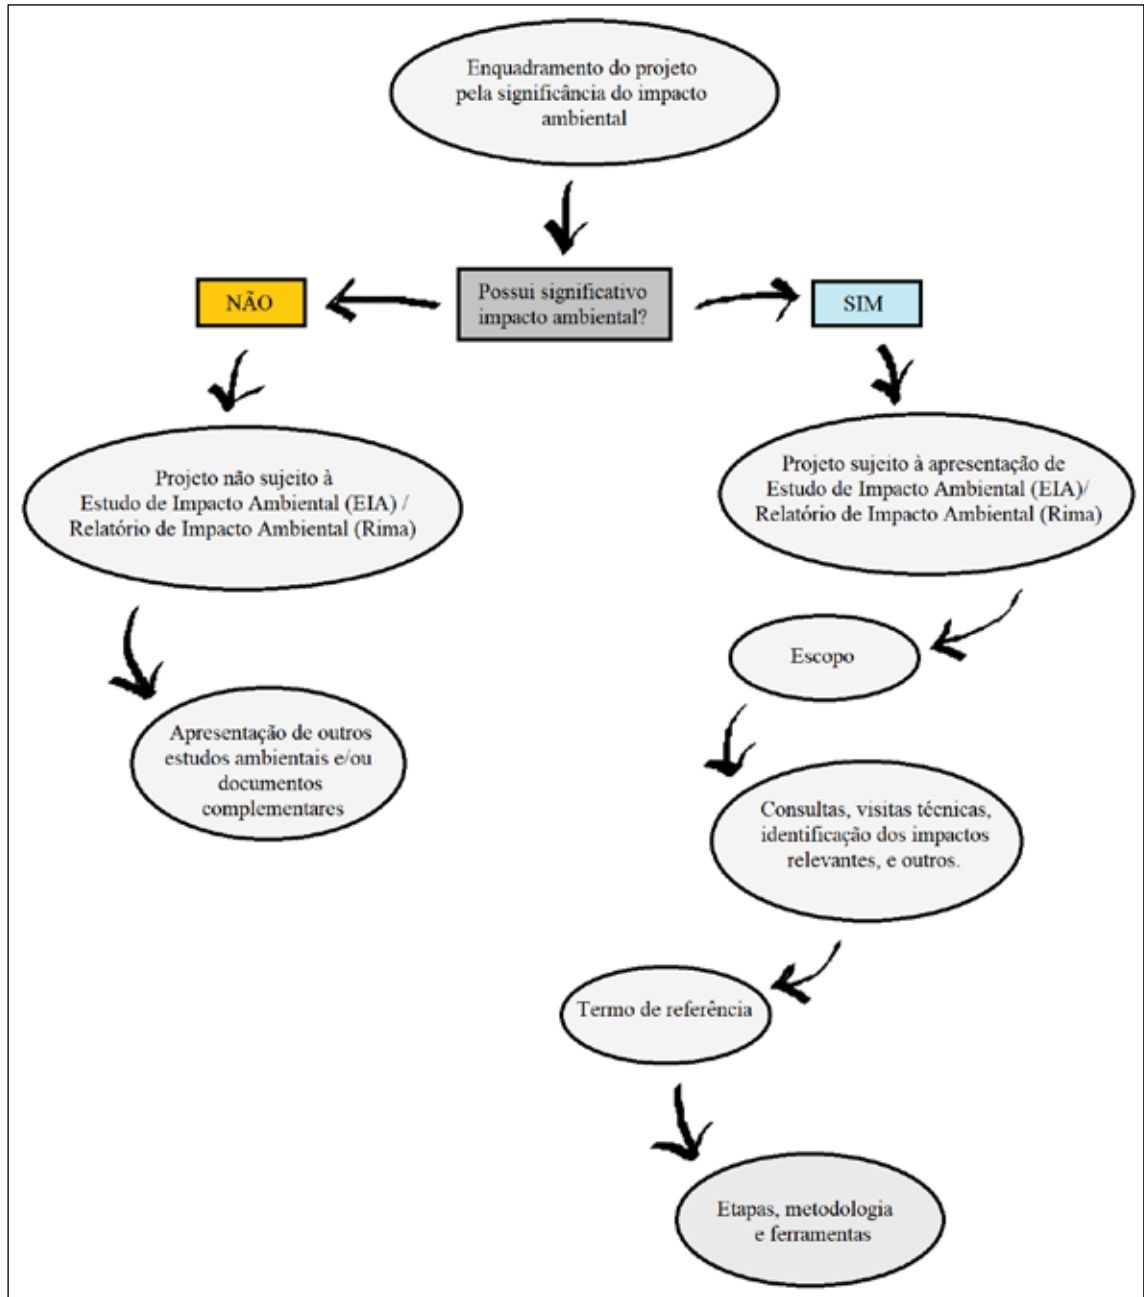 Enquadramento do projeto
pela significância do impacto
ambiental
NÃO
Possui significativo
impacto ambiental?
SIM
Projeto não sujeito à
Estudo de Impacto Ambiental (EIA) /
Relatório de Impacto Ambiental (Rima)
Projeto sujeito à apresentação de
Estudo de Impacto Ambiental (EIA)/
Relatório de Impacto Ambiental (Rima)
Escopo
Apresentação de outros
estudos ambientais e/ou
documentos
complementares
Consultas, visitas técnicas,
identificação dos impactos
relevantes, e outros.
Termo de referência
Etapas, metodologia
e ferramentas